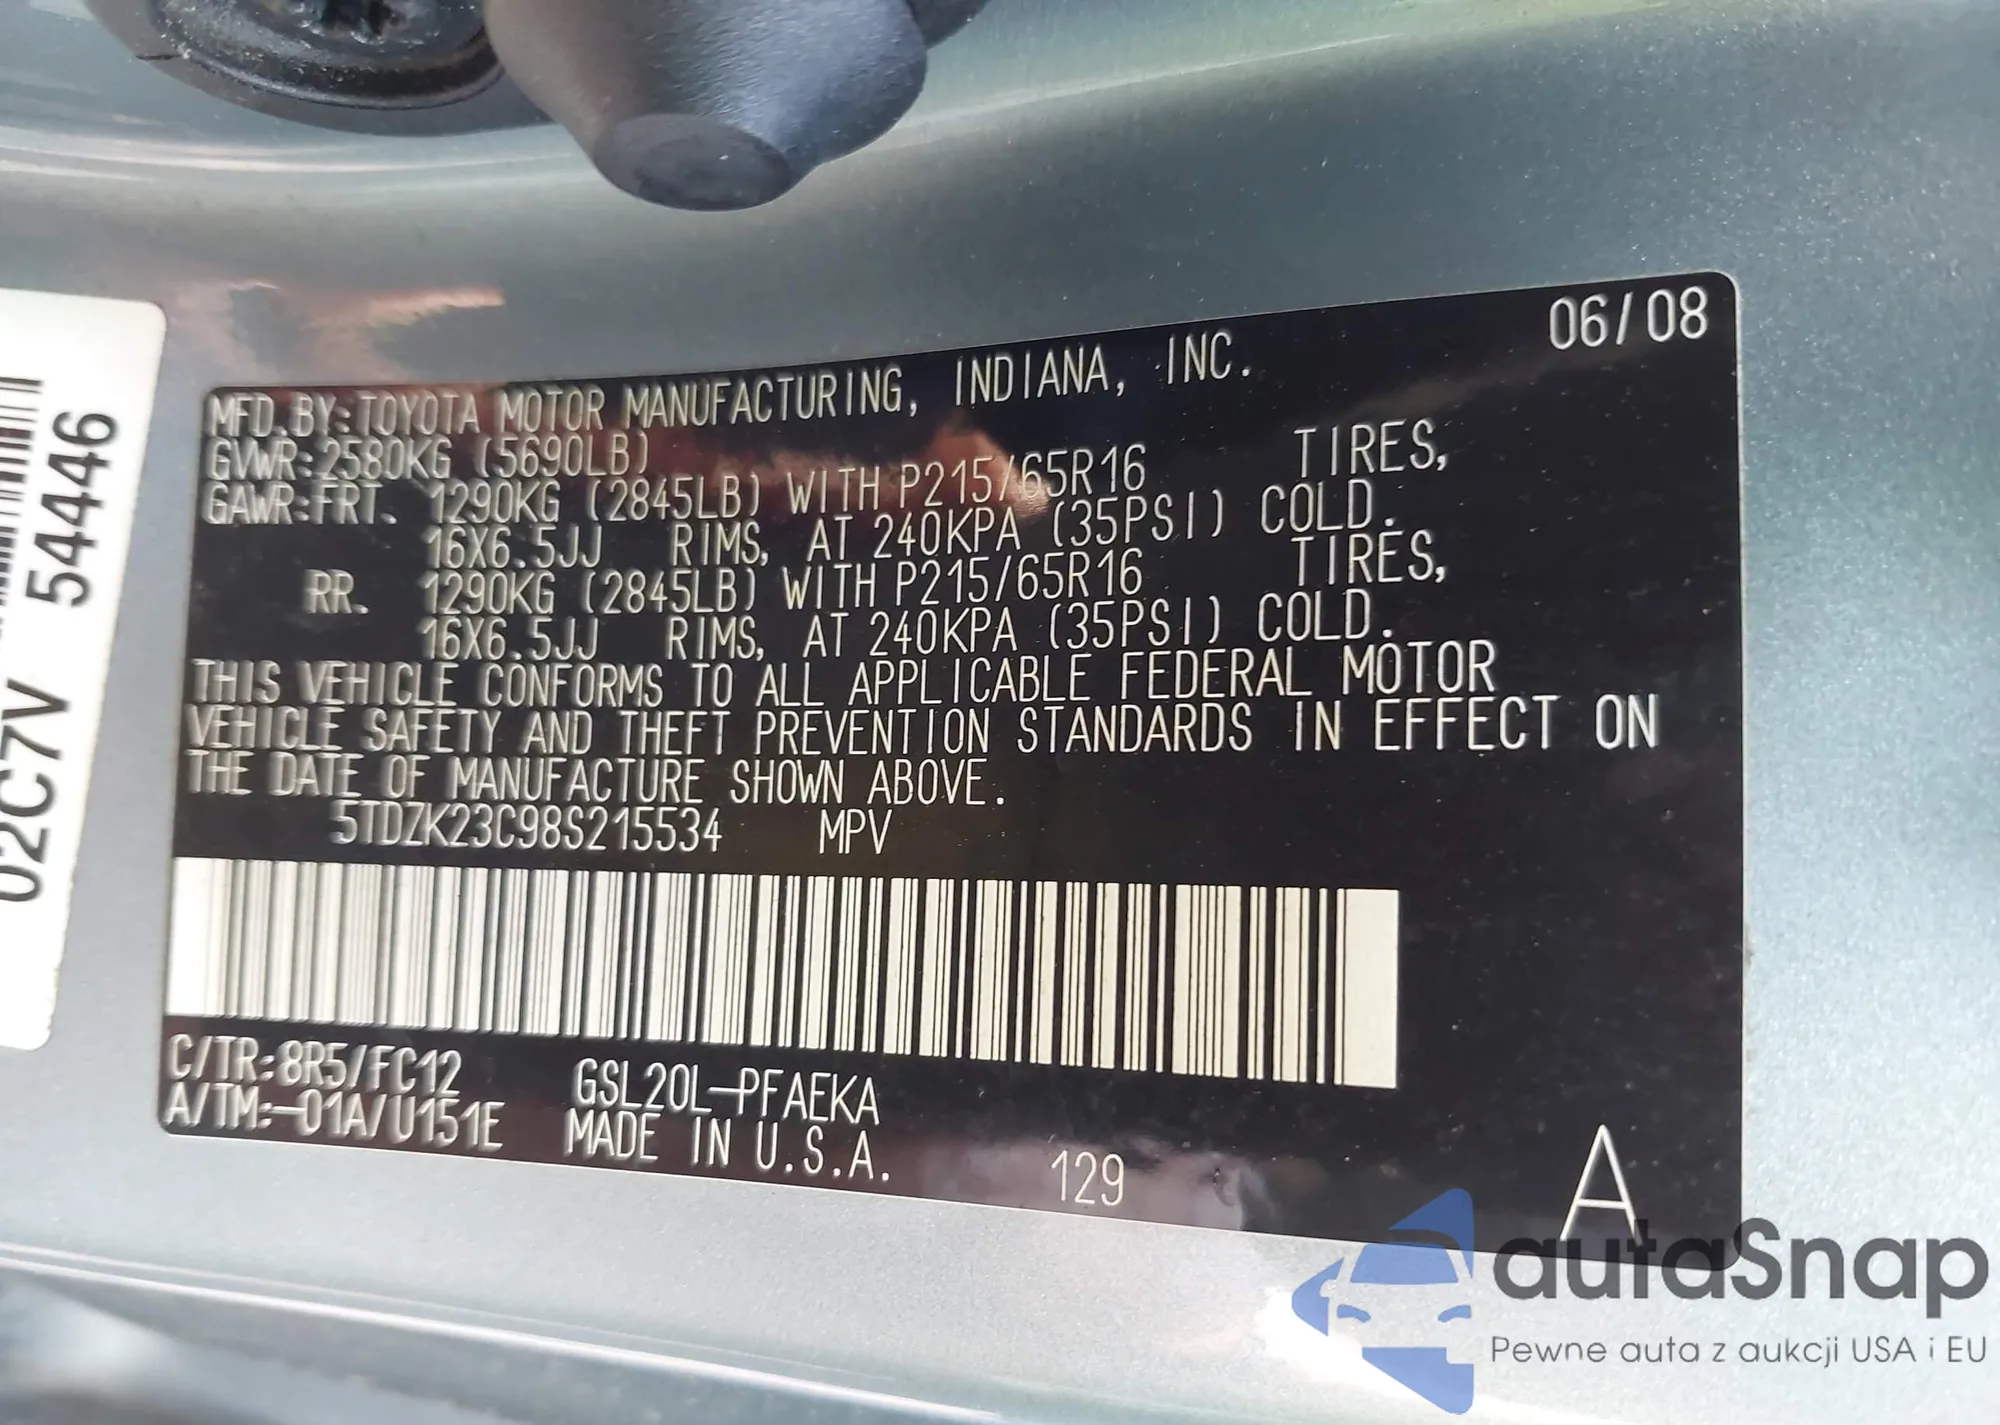 06/08
MFD. BY: TOYOTA MOTOR MANUFACTURING, INDIANA, INC.
GVWR: 2580KG (5690LB)
GAWR: FRT. 1290KG (2845LB) WITH P215/65R16 TIRES,
16X6.5JJ RIMS, AT 240KPA (35PSI) COLD.
RR. 1290KG (2845LB) WITH P215/65R16 TIRES,
16X6.5JJ RIMS, AT 240KPA (35PSI) COLD.
THIS VEHICLE CONFORMS TO ALL APPLICABLE FEDERAL MOTOR
VEHICLE SAFETY AND THEFT PREVENTION STANDARDS IN EFFECT ON
THE DATE OF MANUFACTURE SHOWN ABOVE.
5TDZK23C98S215534 MPV
C/TR: 8R5/FC12 GSL20L-PFAEKA
A/TM: -01A/U151E MADE IN U.S.A.
129
A
02C7V 54446
autaSnap
Pewne auta z aukcji USA i EU